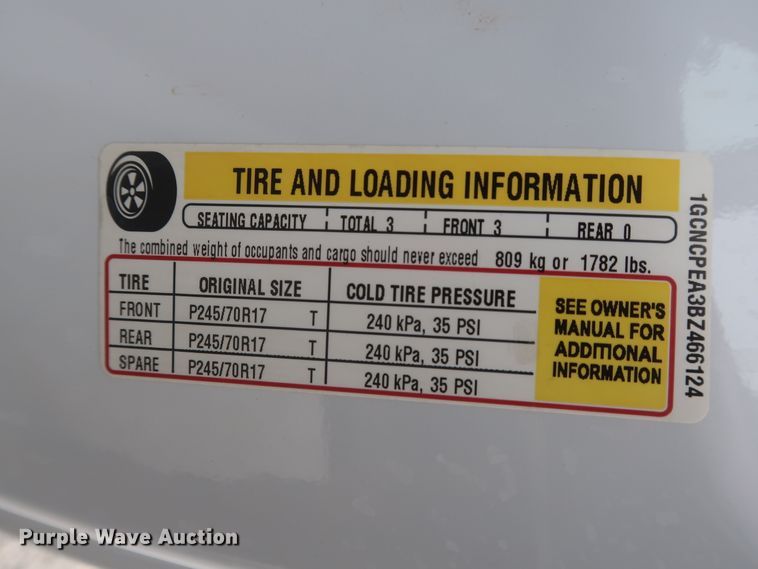 TIRE AND LOADING INFORMATION
SEATING CAPACITY TOTAL 3 FRONT 3 REAR 0
The combined weight of occupants and cargo should never exceed 809 kg or 1782 lbs.
TIRE ORIGINAL SIZE COLD TIRE PRESSURE
FRONT P245/70R17 T 240 kPa, 35 PSI
REAR P245/70R17 T 240 kPa, 35 PSI
SPARE P245/70R17 T 240 kPa, 35 PSI
SEE OWNER'S
MANUAL FOR
ADDITIONAL
INFORMATION
1GCNCPEA3BZ466124
Purple Wave Auction